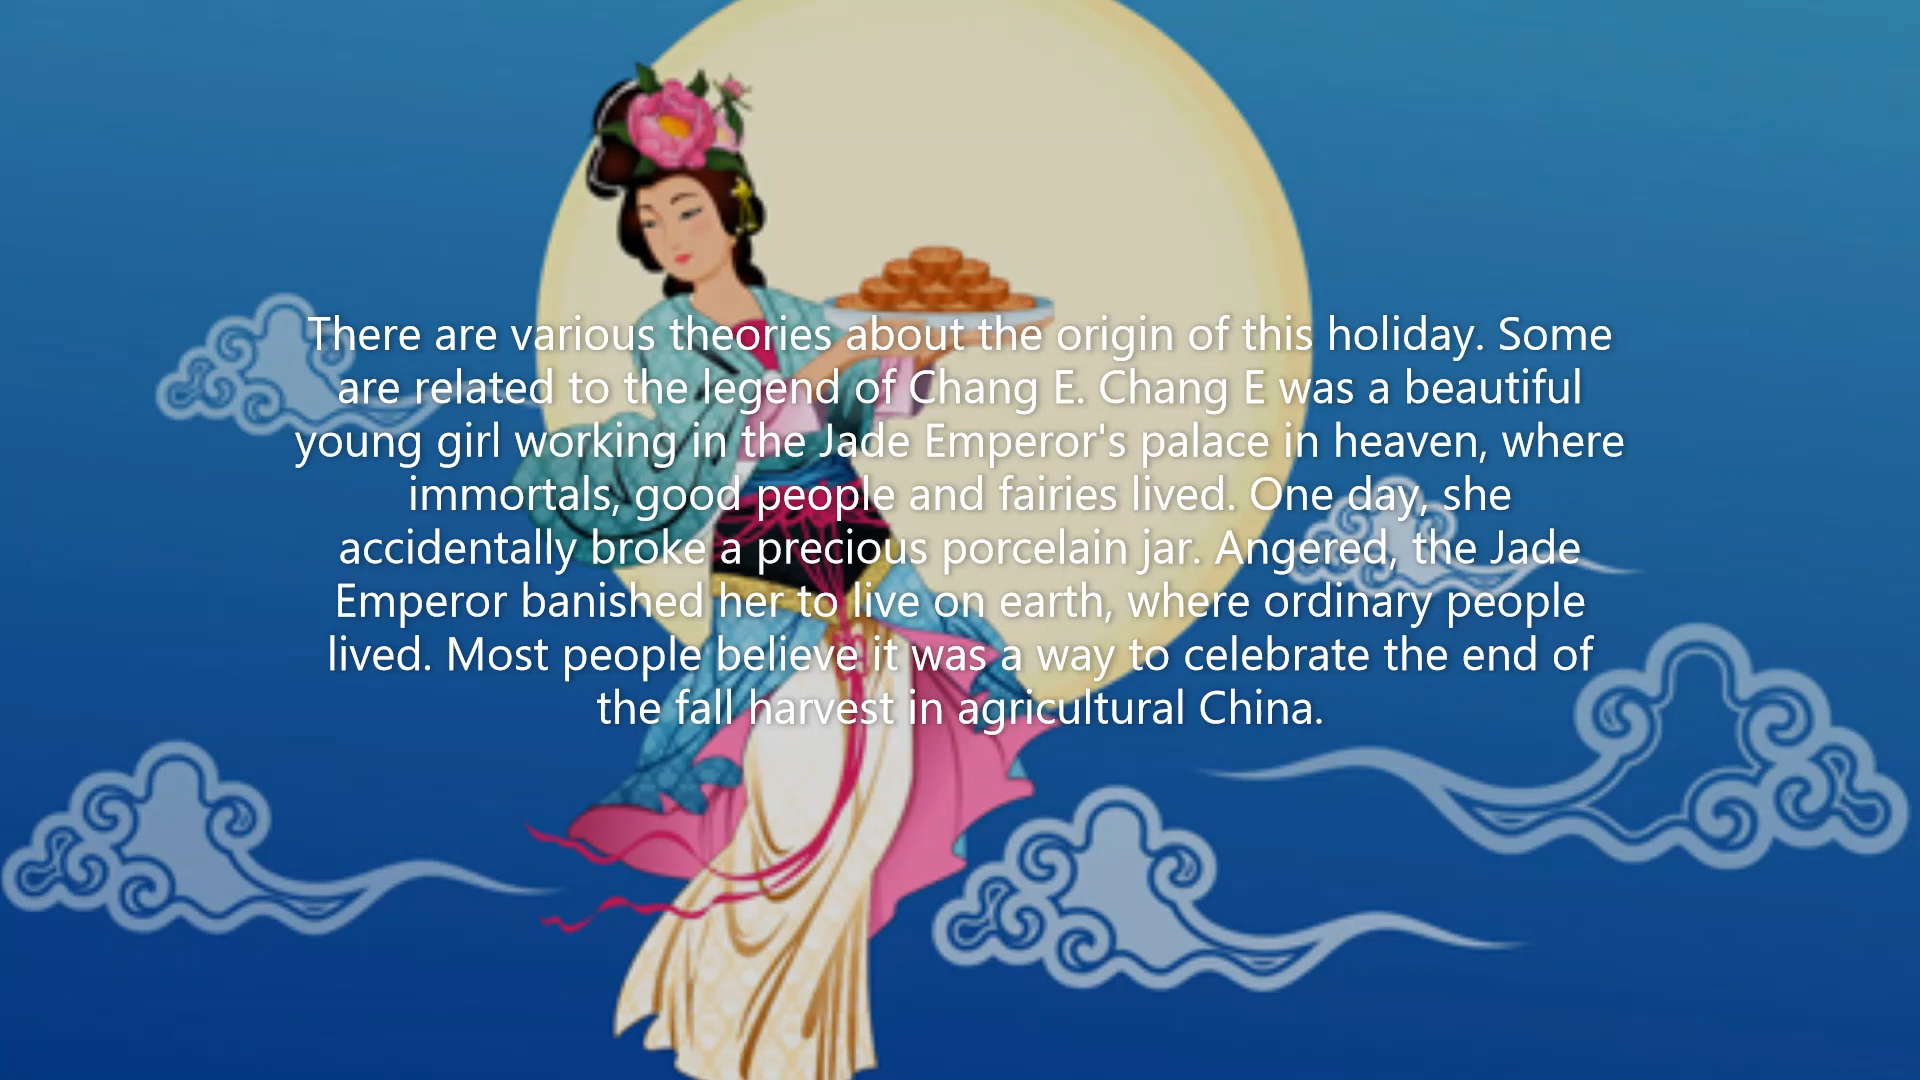 There are various theories about the origin of this holiday. Some
are related to the legend of Chang E. Chang E was a beautiful
young girl working in the Jade Emperor's palace in heaven, where
immortals, good people and fairies lived. One day, she
accidentally broke a precious porcelain jar. Angered, the Jade
Emperor banished her to live on earth, where ordinary people
lived. Most people believe it was a way to celebrate the end of
the fall harvest in agricultural China.